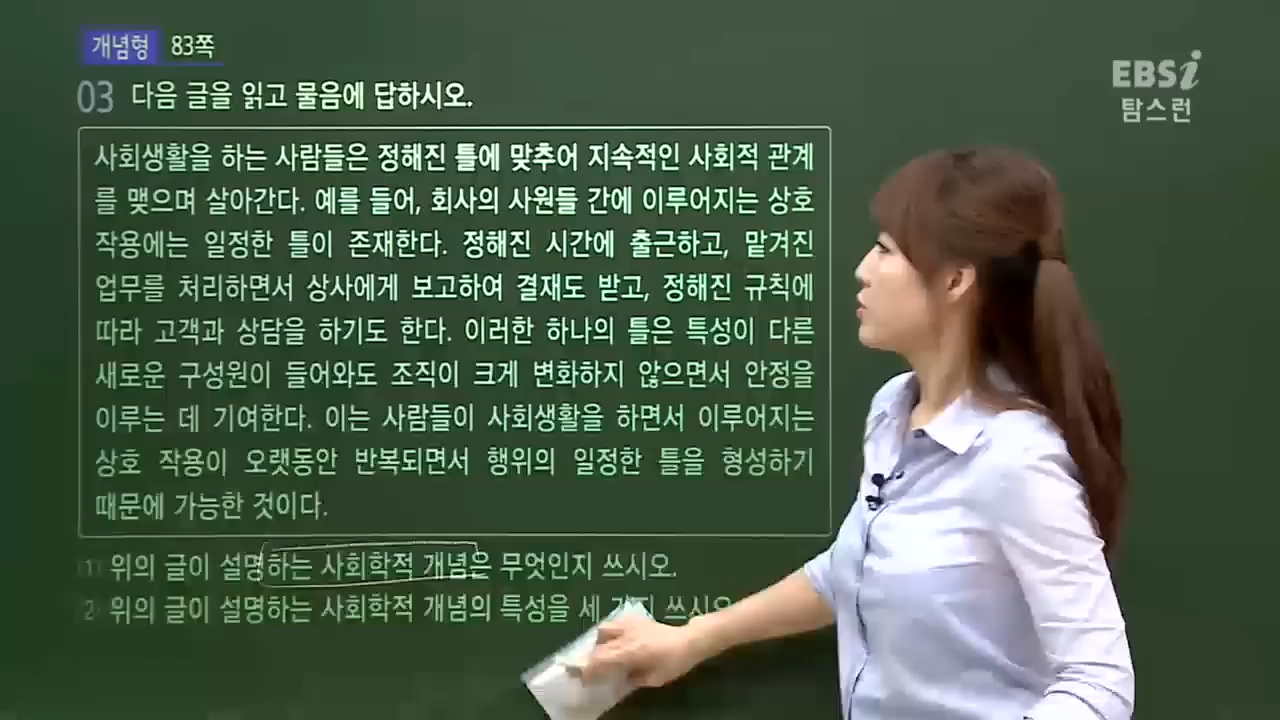 개념형 83쪽
EBSi
탐스런
03 다음 글을 읽고 물음에 답하시오.
사회생활을 하는 사람들은 정해진 틀에 맞추어 지속적인 사회적 관계
를 맺으며 살아간다. 예를 들어, 회사의 사원들 간에 이루어지는 상호
작용에는 일정한 틀이 존재한다. 정해진 시간에 출근하고, 맡겨진
업무를 처리하면서 상사에게 보고하여 결재도 받고, 정해진 규칙에
따라 고객과 상담을 하기도 한다. 이러한 하나의 틀은 특성이 다른
새로운 구성원이 들어와도 조직이 크게 변화하지 않으면서 안정을
이루는 데 기여한다. 이는 사람들이 사회생활을 하면서 이루어지는
상호 작용이 오랫동안 반복되면서 행위의 일정한 틀을 형성하기
때문에 가능한 것이다.
(1) 위의 글이 설명하는 사회학적 개념은 무엇인지 쓰시오.
(2) 위의 글이 설명하는 사회학적 개념의 특성을 세 쓰시오